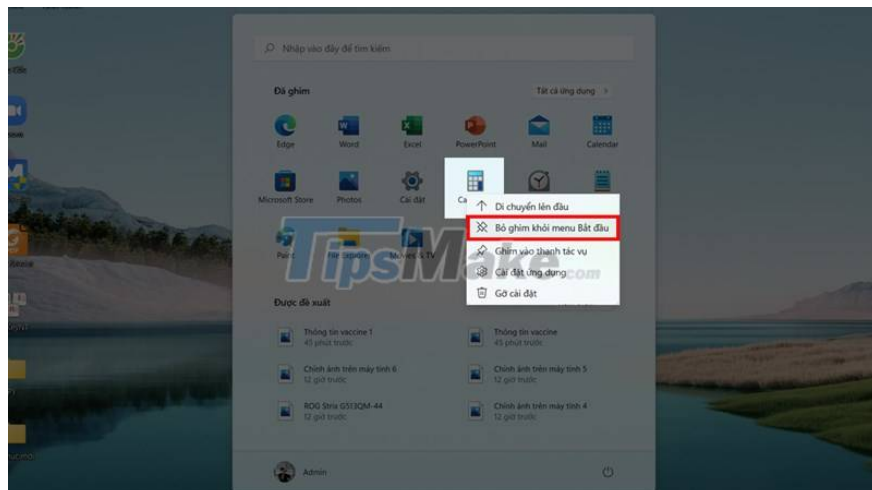 Nhập vào đây để tìm kiếm
Đã ghim
Tất cả ứng dụng >
Edge
Word
Excel
PowerPoint
Mail
Calendar
Microsoft Store
Photos
Cài đặt
Di chuyển lên đầu
Bỏ ghim khỏi menu Bắt đầu
Ghim vào thanh tác vụ
Cài đặt ứng dụng
Gỡ cài đặt
Paint
File Explorer
Movies & TV
TipsMake.com
Được đề xuất
Thông tin vaccine 1
45 phút trước
Thông tin vaccine
45 phút trước
Chỉnh ảnh trên máy tính 6
12 giờ trước
Chỉnh ảnh trên máy tính 5
12 giờ trước
ROG Strix G513QM-44
12 giờ trước
Chỉnh ảnh trên máy tính 4
12 giờ trước
Admin